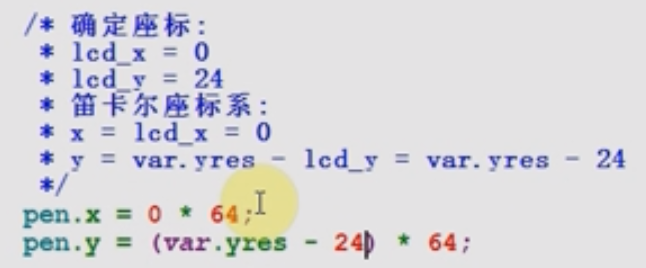 /* 确定座标:
 * lcd_x = 0
 * lcd_y = 24
 * 笛卡尔座标系:
 * x = lcd_x = 0
 * y = var.yres - lcd_y = var.yres - 24
 */
pen.x = 0 * 64;
pen.y = (var.yres - 24) * 64;